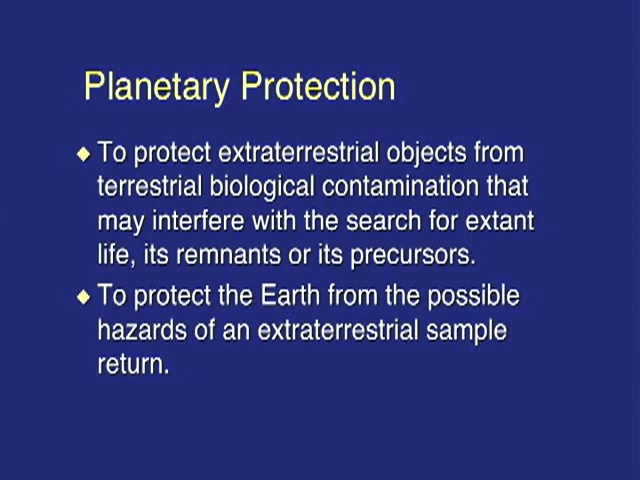 Planetary Protection
To protect extraterrestrial objects from
terrestrial biological contamination that
may interfere with the search for extant
life, its remnants or its precursors.
To protect the Earth from the possible
hazards of an extraterrestrial sample
return.